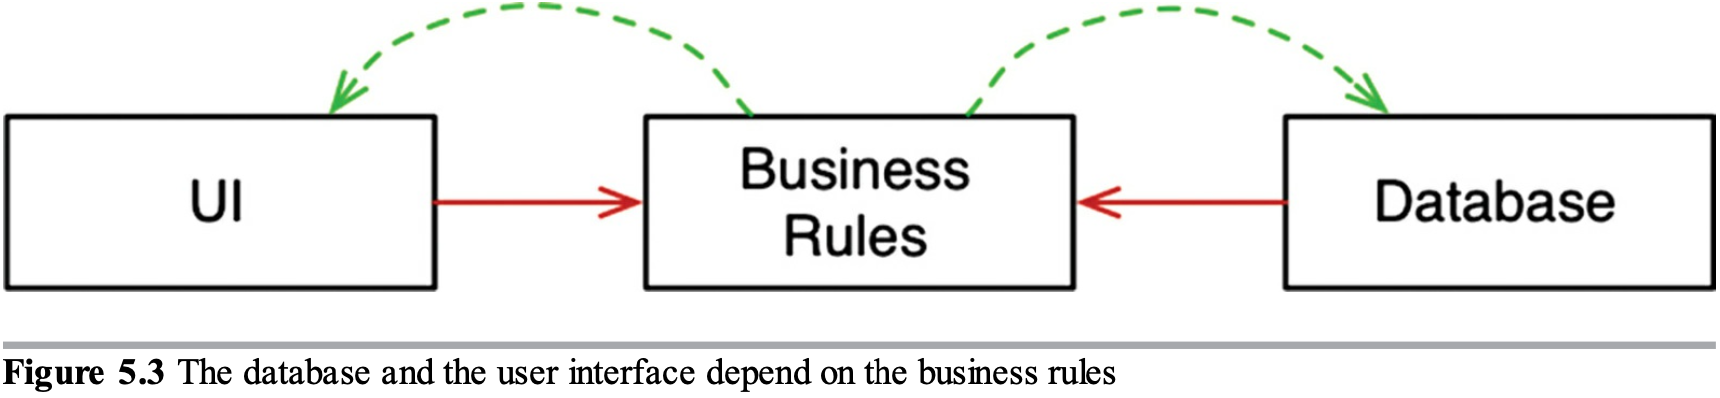 UI
Business
Rules
Database
Figure 5.3 The database and the user interface depend on the business rules